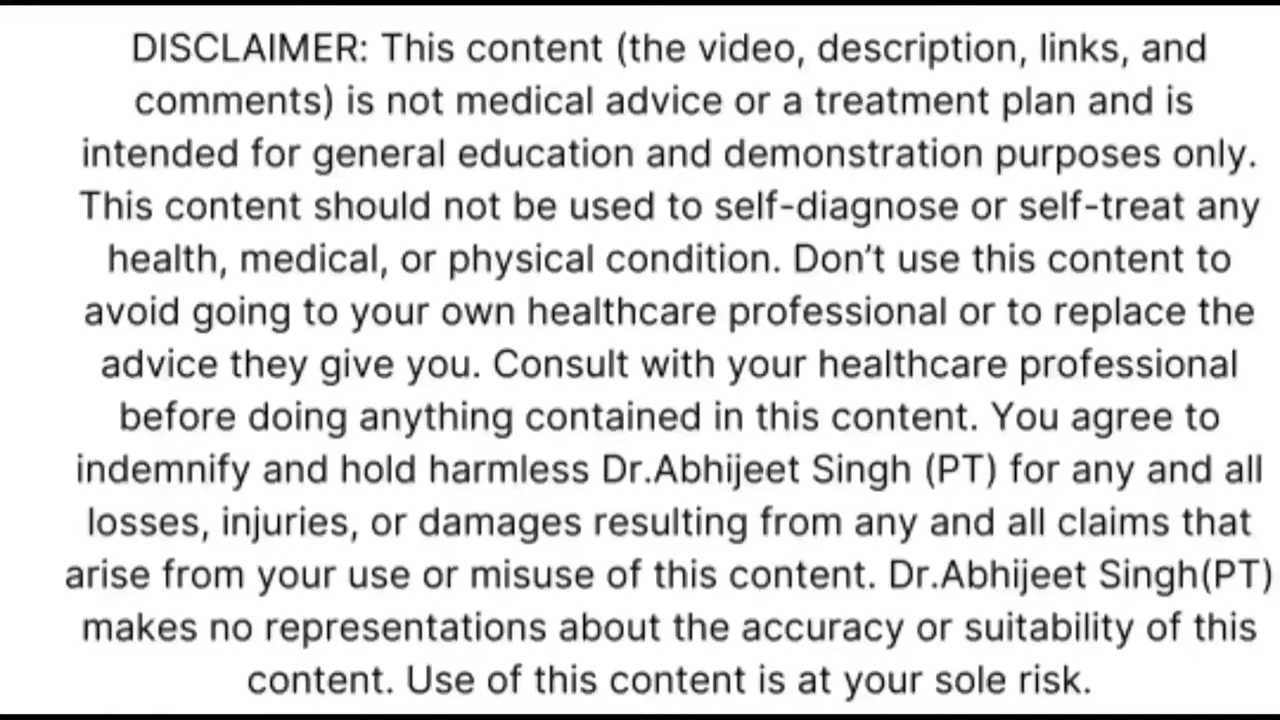 DISCLAIMER: This content (the video, description, links, and
comments) is not medical advice or a treatment plan and is
intended for general education and demonstration purposes only.
This content should not be used to self-diagnose or self-treat any
health, medical, or physical condition. Don’t use this content to
avoid going to your own healthcare professional or to replace the
advice they give you. Consult with your healthcare professional
before doing anything contained in this content. You agree to
indemnify and hold harmless Dr.Abhijeet Singh (PT) for any and all
losses, injuries, or damages resulting from any and all claims that
arise from your use or misuse of this content. Dr.Abhijeet Singh(PT)
makes no representations about the accuracy or suitability of this
content. Use of this content is at your sole risk.